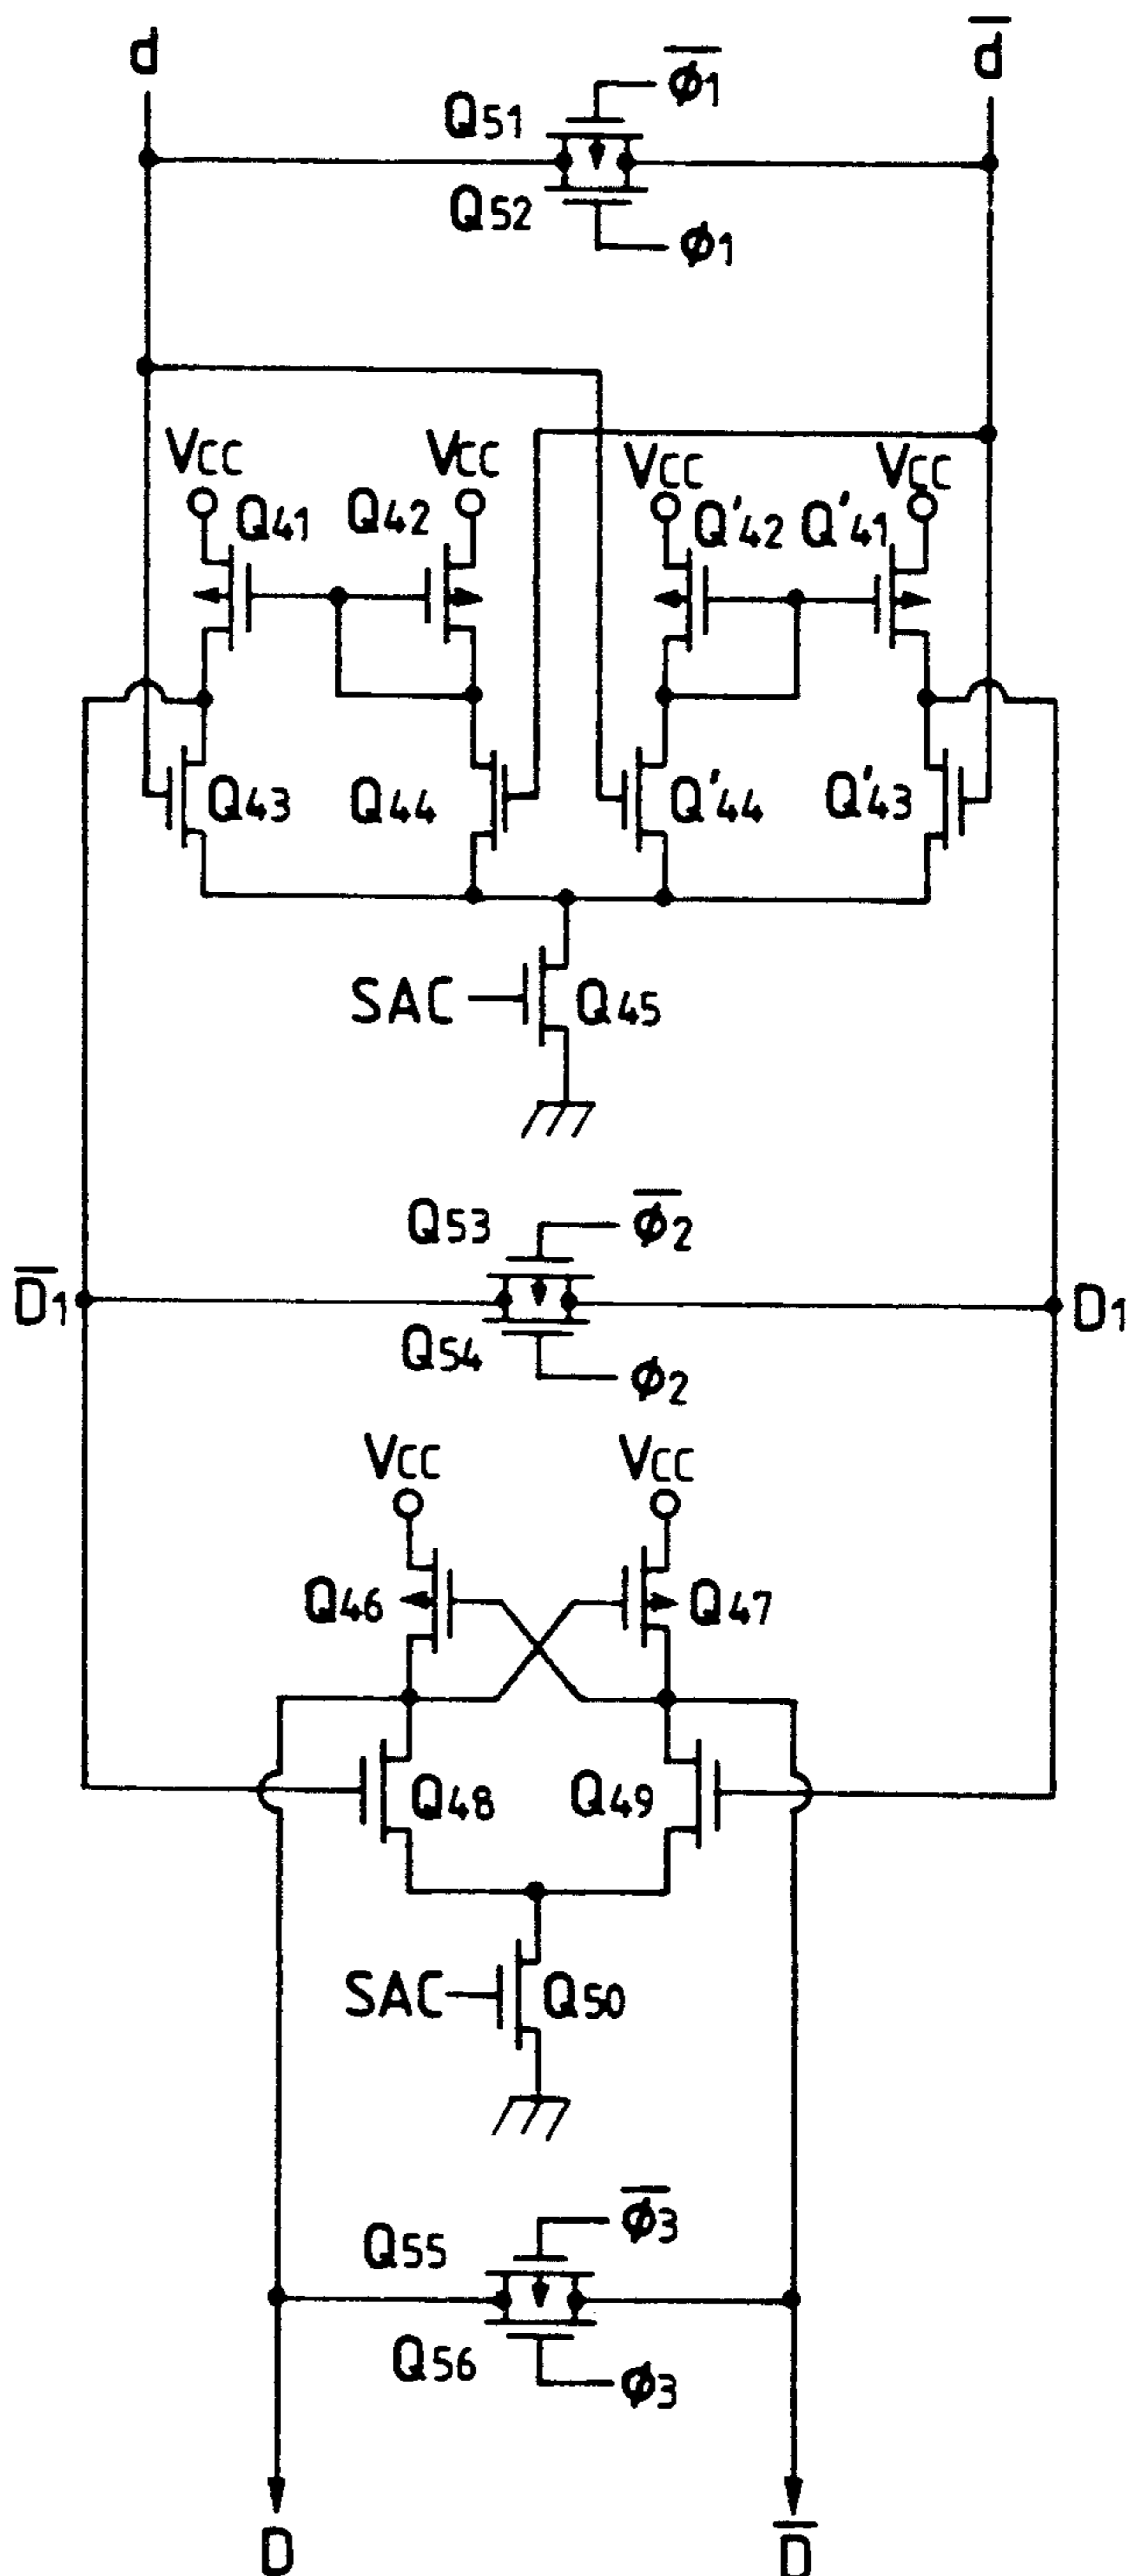 d d̅
Q51 ϕ̅1
Q52 ϕ1
VCC VCC VCC VCC
Q41 Q42 Q'42 Q'41
Q43 Q44 Q'44 Q'43
SAC Q45
Q53 ϕ̅2
D̅1 D1
Q54 ϕ2
VCC VCC
Q46 Q47
Q48 Q49
SAC Q50
Q55 ϕ̅3
Q56 ϕ3
D D̅